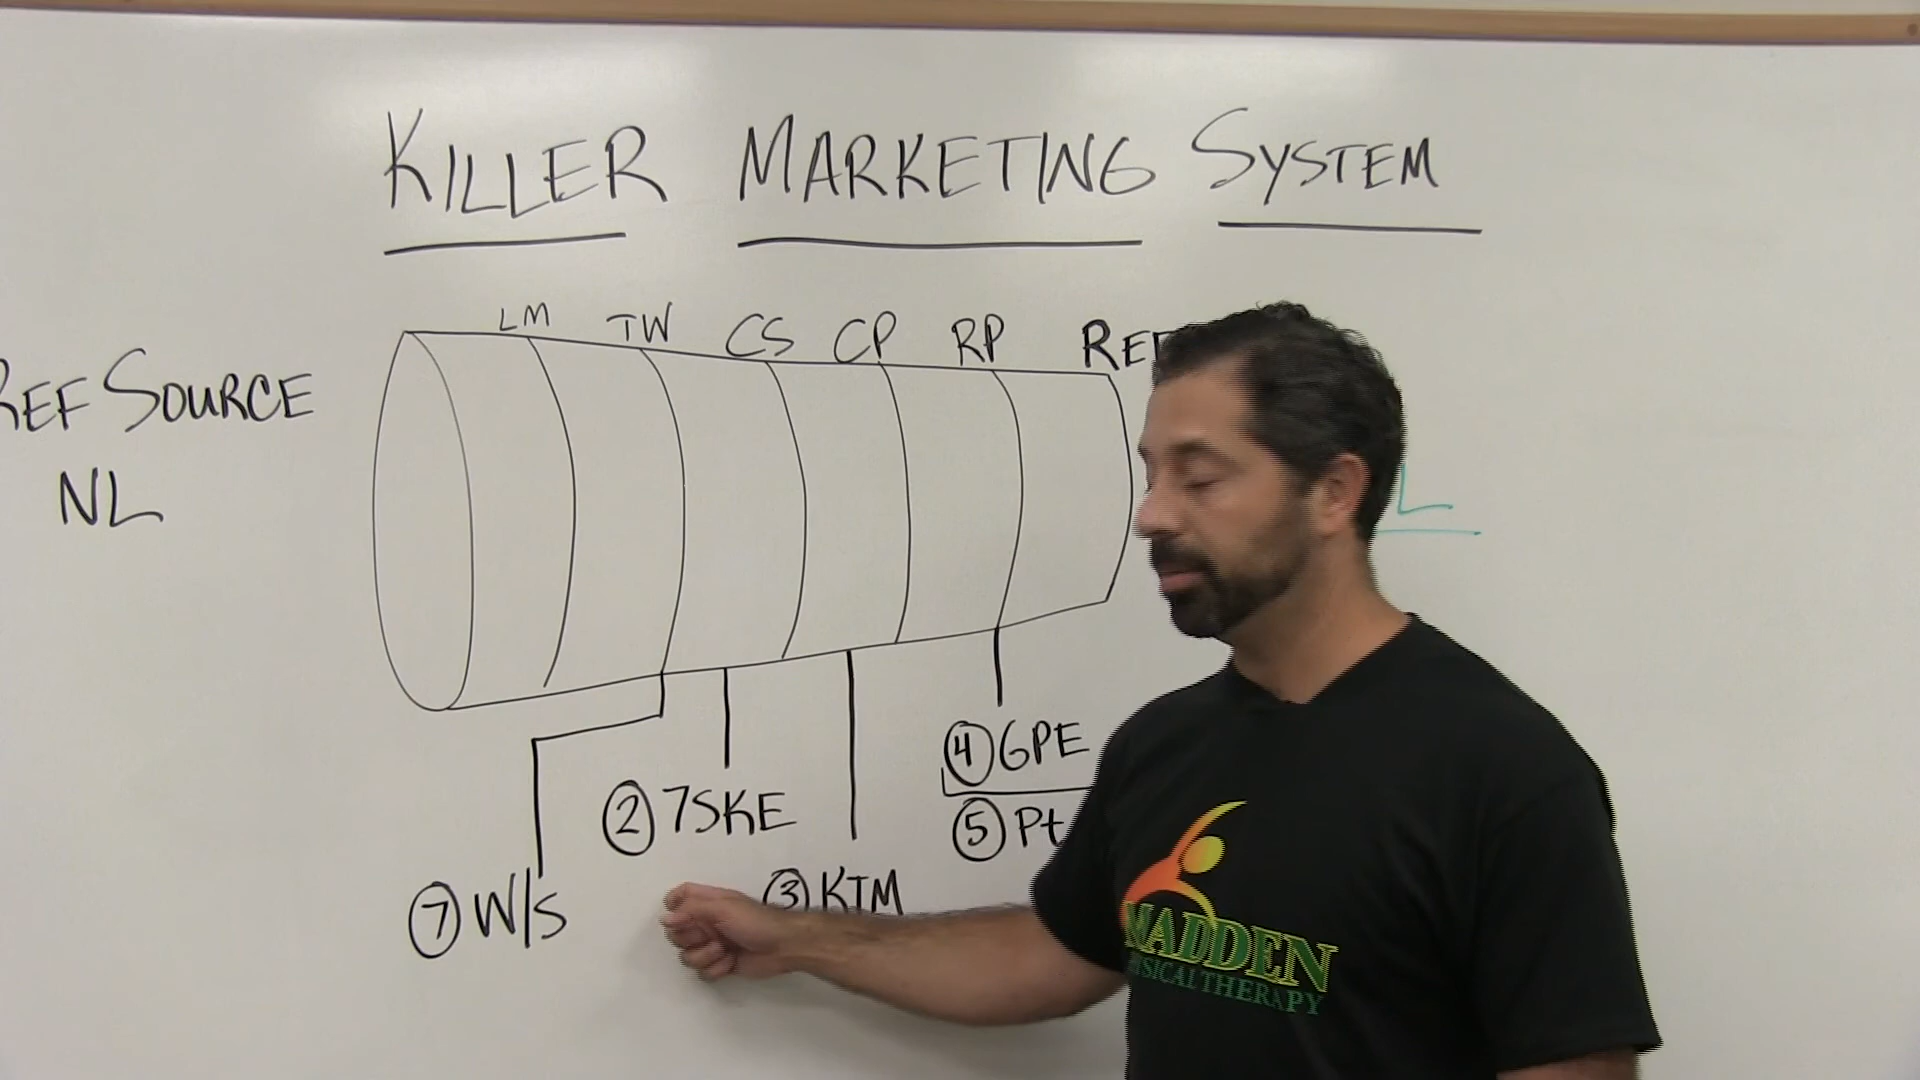 KILLER MARKETING SYSTEM
LM TW CS CP RP REF
REF SOURCE
NL
L
④ GPE
② 7SKE
⑤ Pt
③ KTM
⑦ W/S
MADDEN
PHYSICAL THERAPY